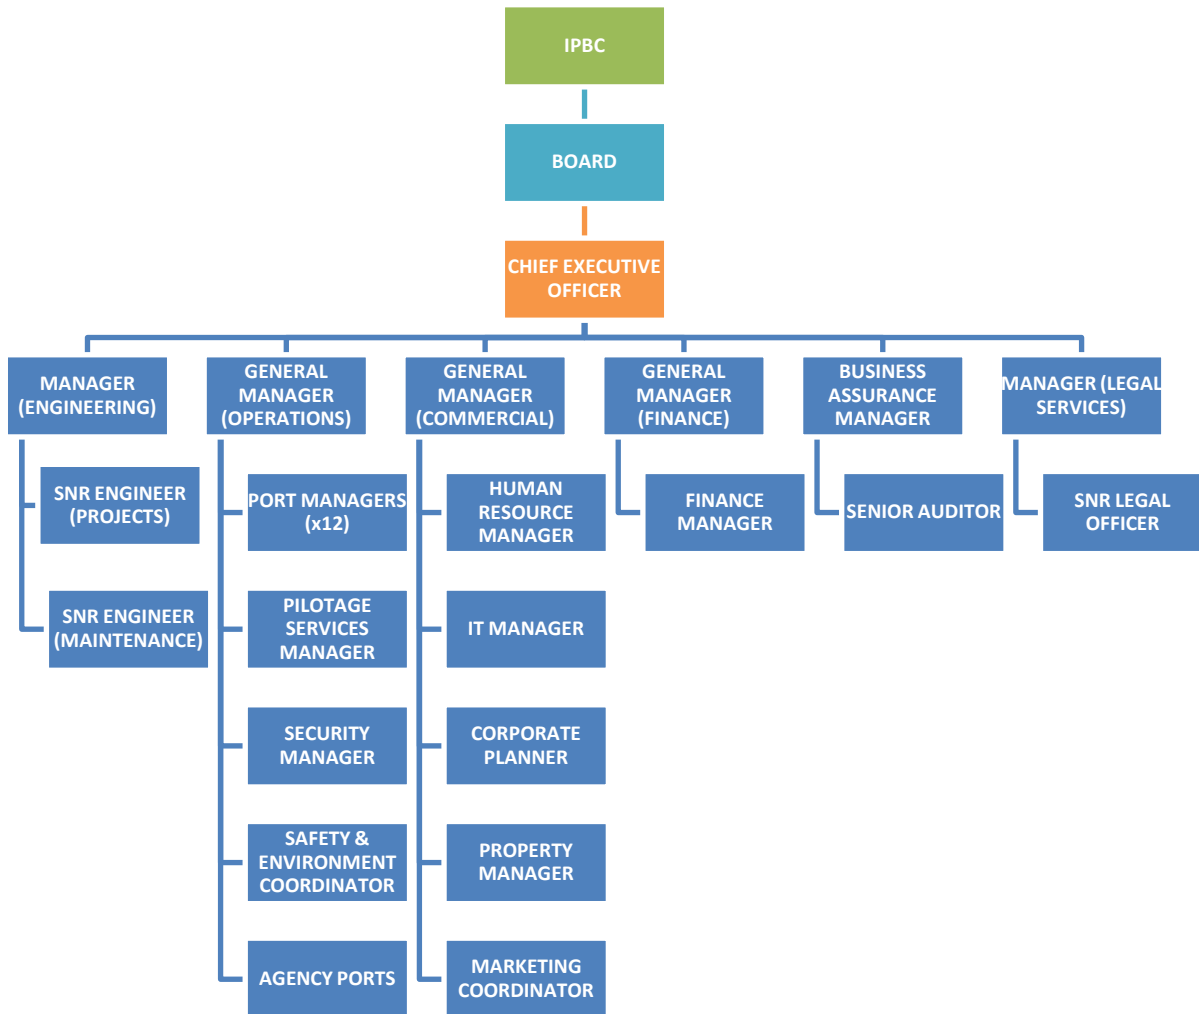 IPBC
BOARD
CHIEF EXECUTIVE
OFFICER
MANAGER
(ENGINEERING)
GENERAL
MANAGER
(OPERATIONS)
GENERAL
MANAGER
(COMMERCIAL)
GENERAL
MANAGER
(FINANCE)
BUSINESS
ASSURANCE
MANAGER
MANAGER (LEGAL
SERVICES)
SNR ENGINEER
(PROJECTS)
PORT MANAGERS
(x12)
HUMAN
RESOURCE
MANAGER
FINANCE
MANAGER
SENIOR AUDITOR
SNR LEGAL
OFFICER
SNR ENGINEER
(MAINTENANCE)
PILOTAGE
SERVICES
MANAGER
IT MANAGER
SECURITY
MANAGER
CORPORATE
PLANNER
SAFETY &
ENVIRONMENT
COORDINATOR
PROPERTY
MANAGER
AGENCY PORTS
MARKETING
COORDINATOR